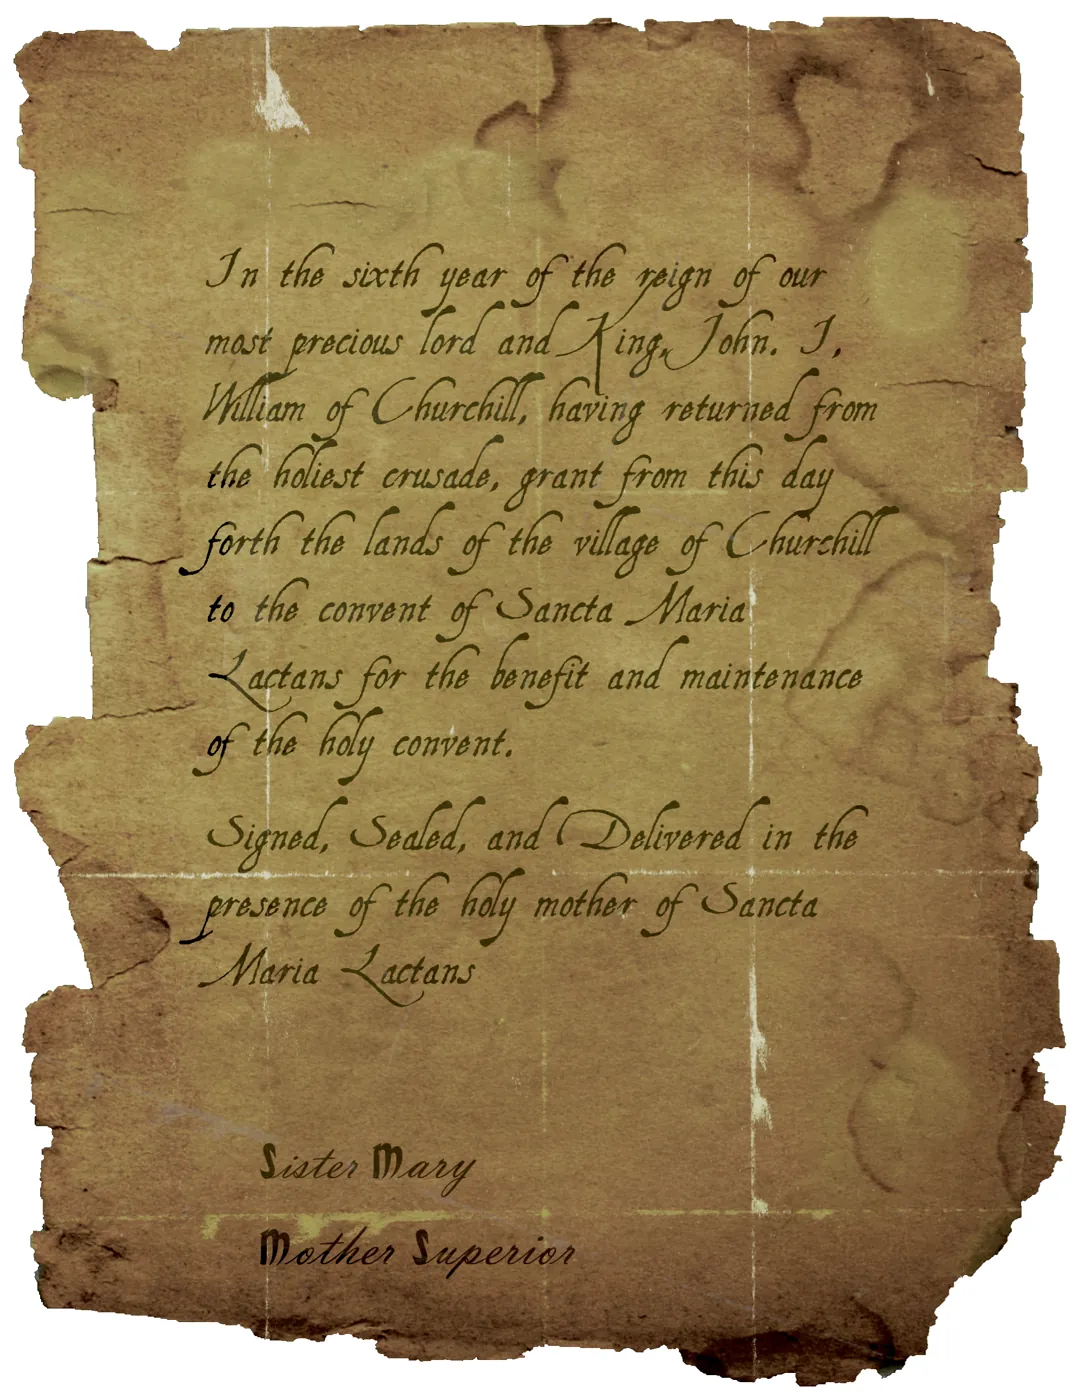 In the sixth year of the reign of our
most precious lord and King, John. I,
William of Churchill, having returned from
the holiest crusade, grant from this day
forth the lands of the village of Churchill
to the convent of Sancta Maria
Lactans for the benefit and maintenance
of the holy convent.
Signed, Sealed, and Delivered in the
presence of the holy mother of Sancta
Maria Lactans
Sister Mary
Mother Superior